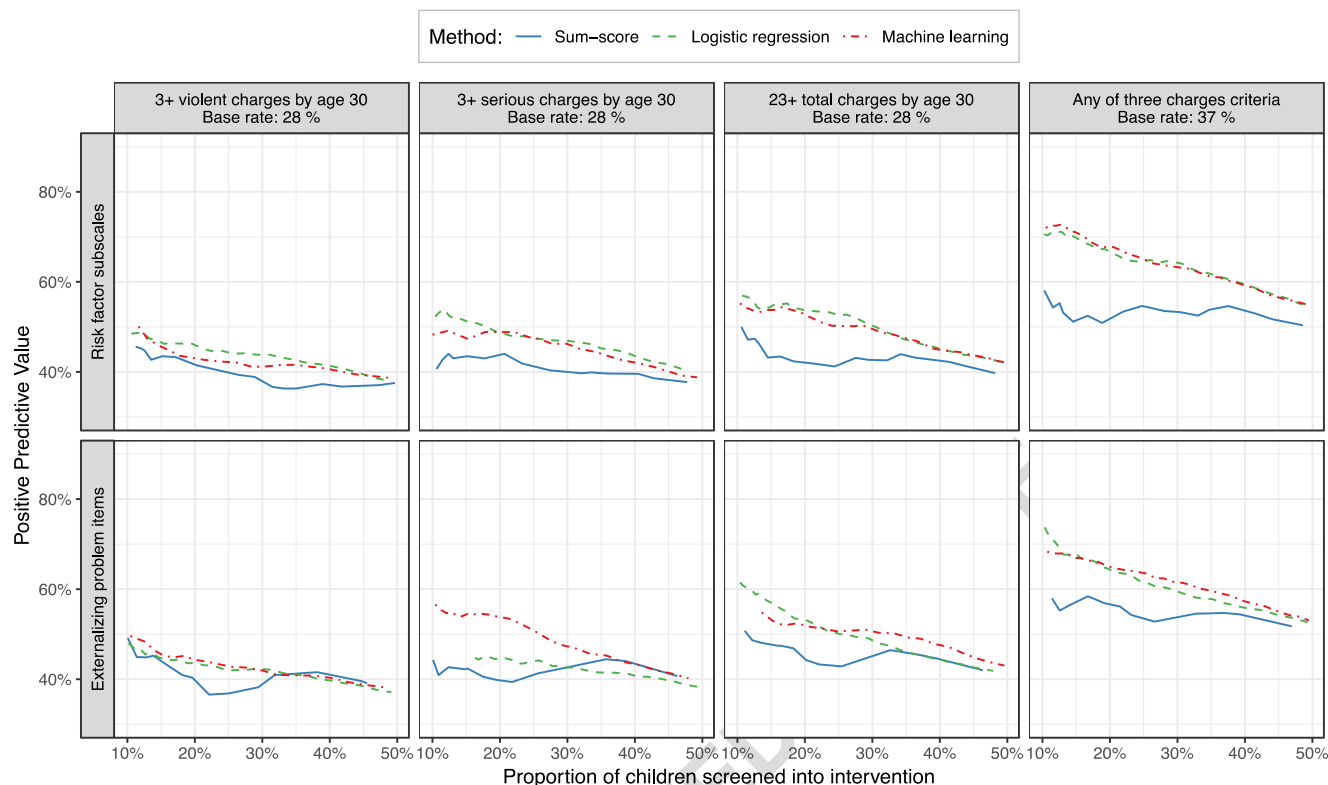 Method: Sum−score Logistic regression Machine learning
3+ violent charges by age 30
Base rate: 28 %
3+ serious charges by age 30
Base rate: 28 %
23+ total charges by age 30
Base rate: 28 %
Any of three charges criteria
Base rate: 37 %
Positive Predictive Value
Risk factor subscales
80%
60%
40%
Externalizing problem items
80%
60%
40%
10% 20% 30% 40% 50% 10% 20% 30% 40% 50% 10% 20% 30% 40% 50% 10% 20% 30% 40% 50%
Proportion of children screened into intervention